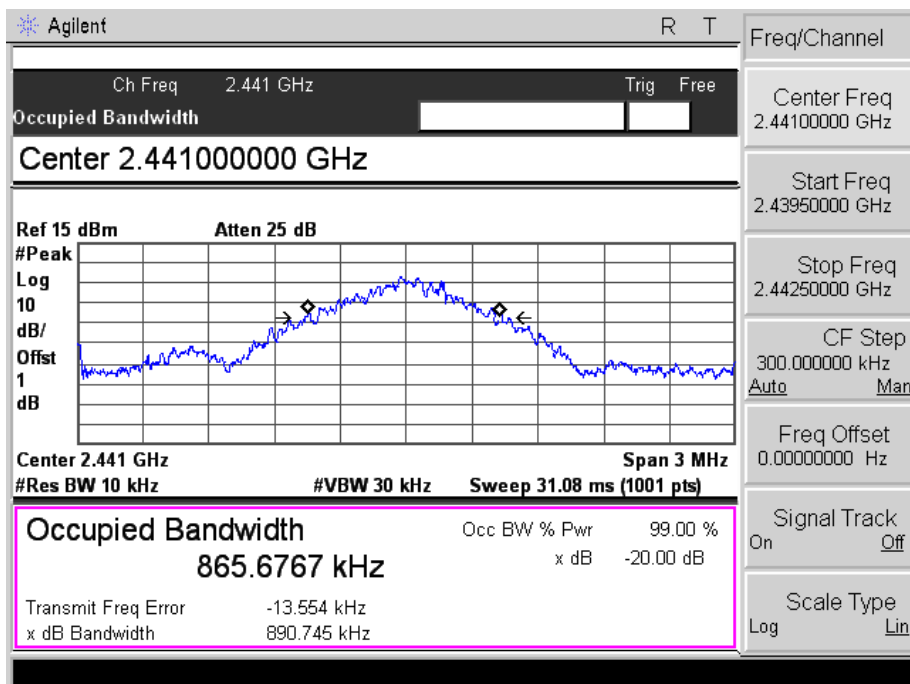 Agilent R T
Ch Freq 2.441 GHz Trig Free
Occupied Bandwidth
Center 2.441000000 GHz
Ref 15 dBm Atten 25 dB
#Peak
Log
10
dB/
Offst
1
dB
Center 2.441 GHz Span 3 MHz
#Res BW 10 kHz #VBW 30 kHz Sweep 31.08 ms (1001 pts)
Occupied Bandwidth Occ BW % Pwr 99.00 %
865.6767 kHz x dB -20.00 dB
Transmit Freq Error -13.554 kHz
x dB Bandwidth 890.745 kHz
Freq/Channel
Center Freq
2.44100000 GHz
Start Freq
2.43950000 GHz
Stop Freq
2.44250000 GHz
CF Step
300.000000 kHz
Auto Man
Freq Offset
0.00000000 Hz
Signal Track
On Off
Scale Type
Log Lin